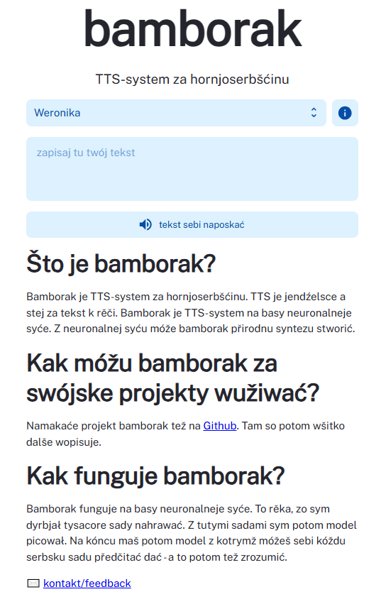 bamborak
TTS-system za hornjoserbšćinu
Weronika
zapisaj tu twój tekst
tekst sebi naposkać
Što je bamborak?
Bamborak je TTS-system za hornjoserbšćinu. TTS je jendźelsce a
stej za tekst k rěči. Bamborak je TTS-system na basy neuronalneje
syće. Z neuronalnej syću móže bamborak přirodnu syntezu stworić.
Kak móžu bamborak za
swójske projekty wužiwać?
Namakaće projekt bamborak tež na Github. Tam so potom wšitko
dalše wopisuje.
Kak funguje bamborak?
Bamborak funguje na basy neuronalneje syće. To rěka, zo sym
dyrbjał tysacore sady nahrawać. Z tutymi sadami sym potom model
picował. Na kóncu maš potom model z kotrymž móžeš sebi kóždu
serbsku sadu předčitać dać - a to potom tež zrozumić.
kontakt/feedback